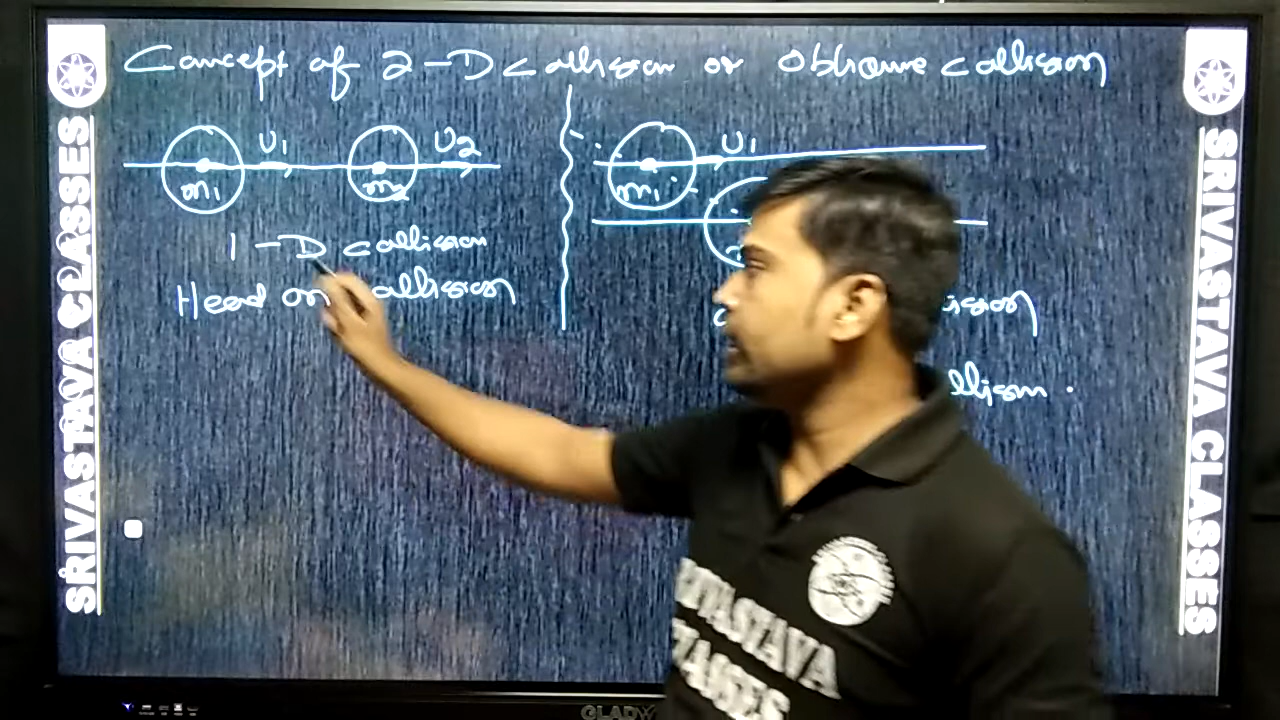 Concept of 2-D Collision or Oblique Collision
U1 U2
m1 m2
1-D Collision
Head on Collision
U1
m1
SRIVASTAVA CLASSES
SRIVASTAVA CLASSES
CLASSES